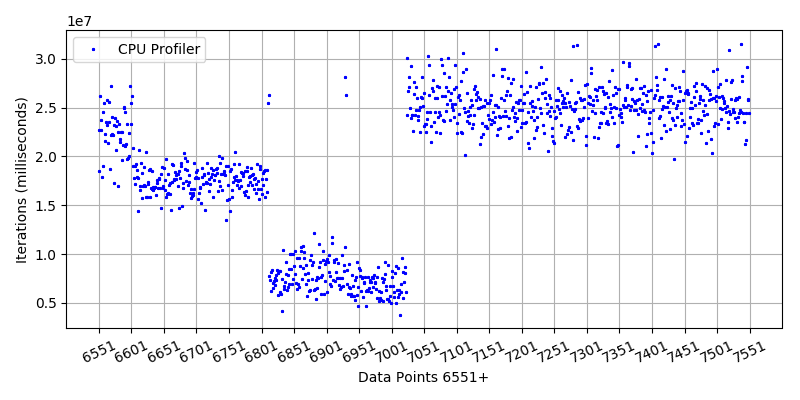 1e7
CPU Profiler
3.0
2.5
2.0
1.5
1.0
0.5
Iterations (milliseconds)
6551 6601 6651 6701 6751 6801 6851 6901 6951 7001 7051 7101 7151 7201 7251 7301 7351 7401 7451 7501 7551
Data Points 6551+